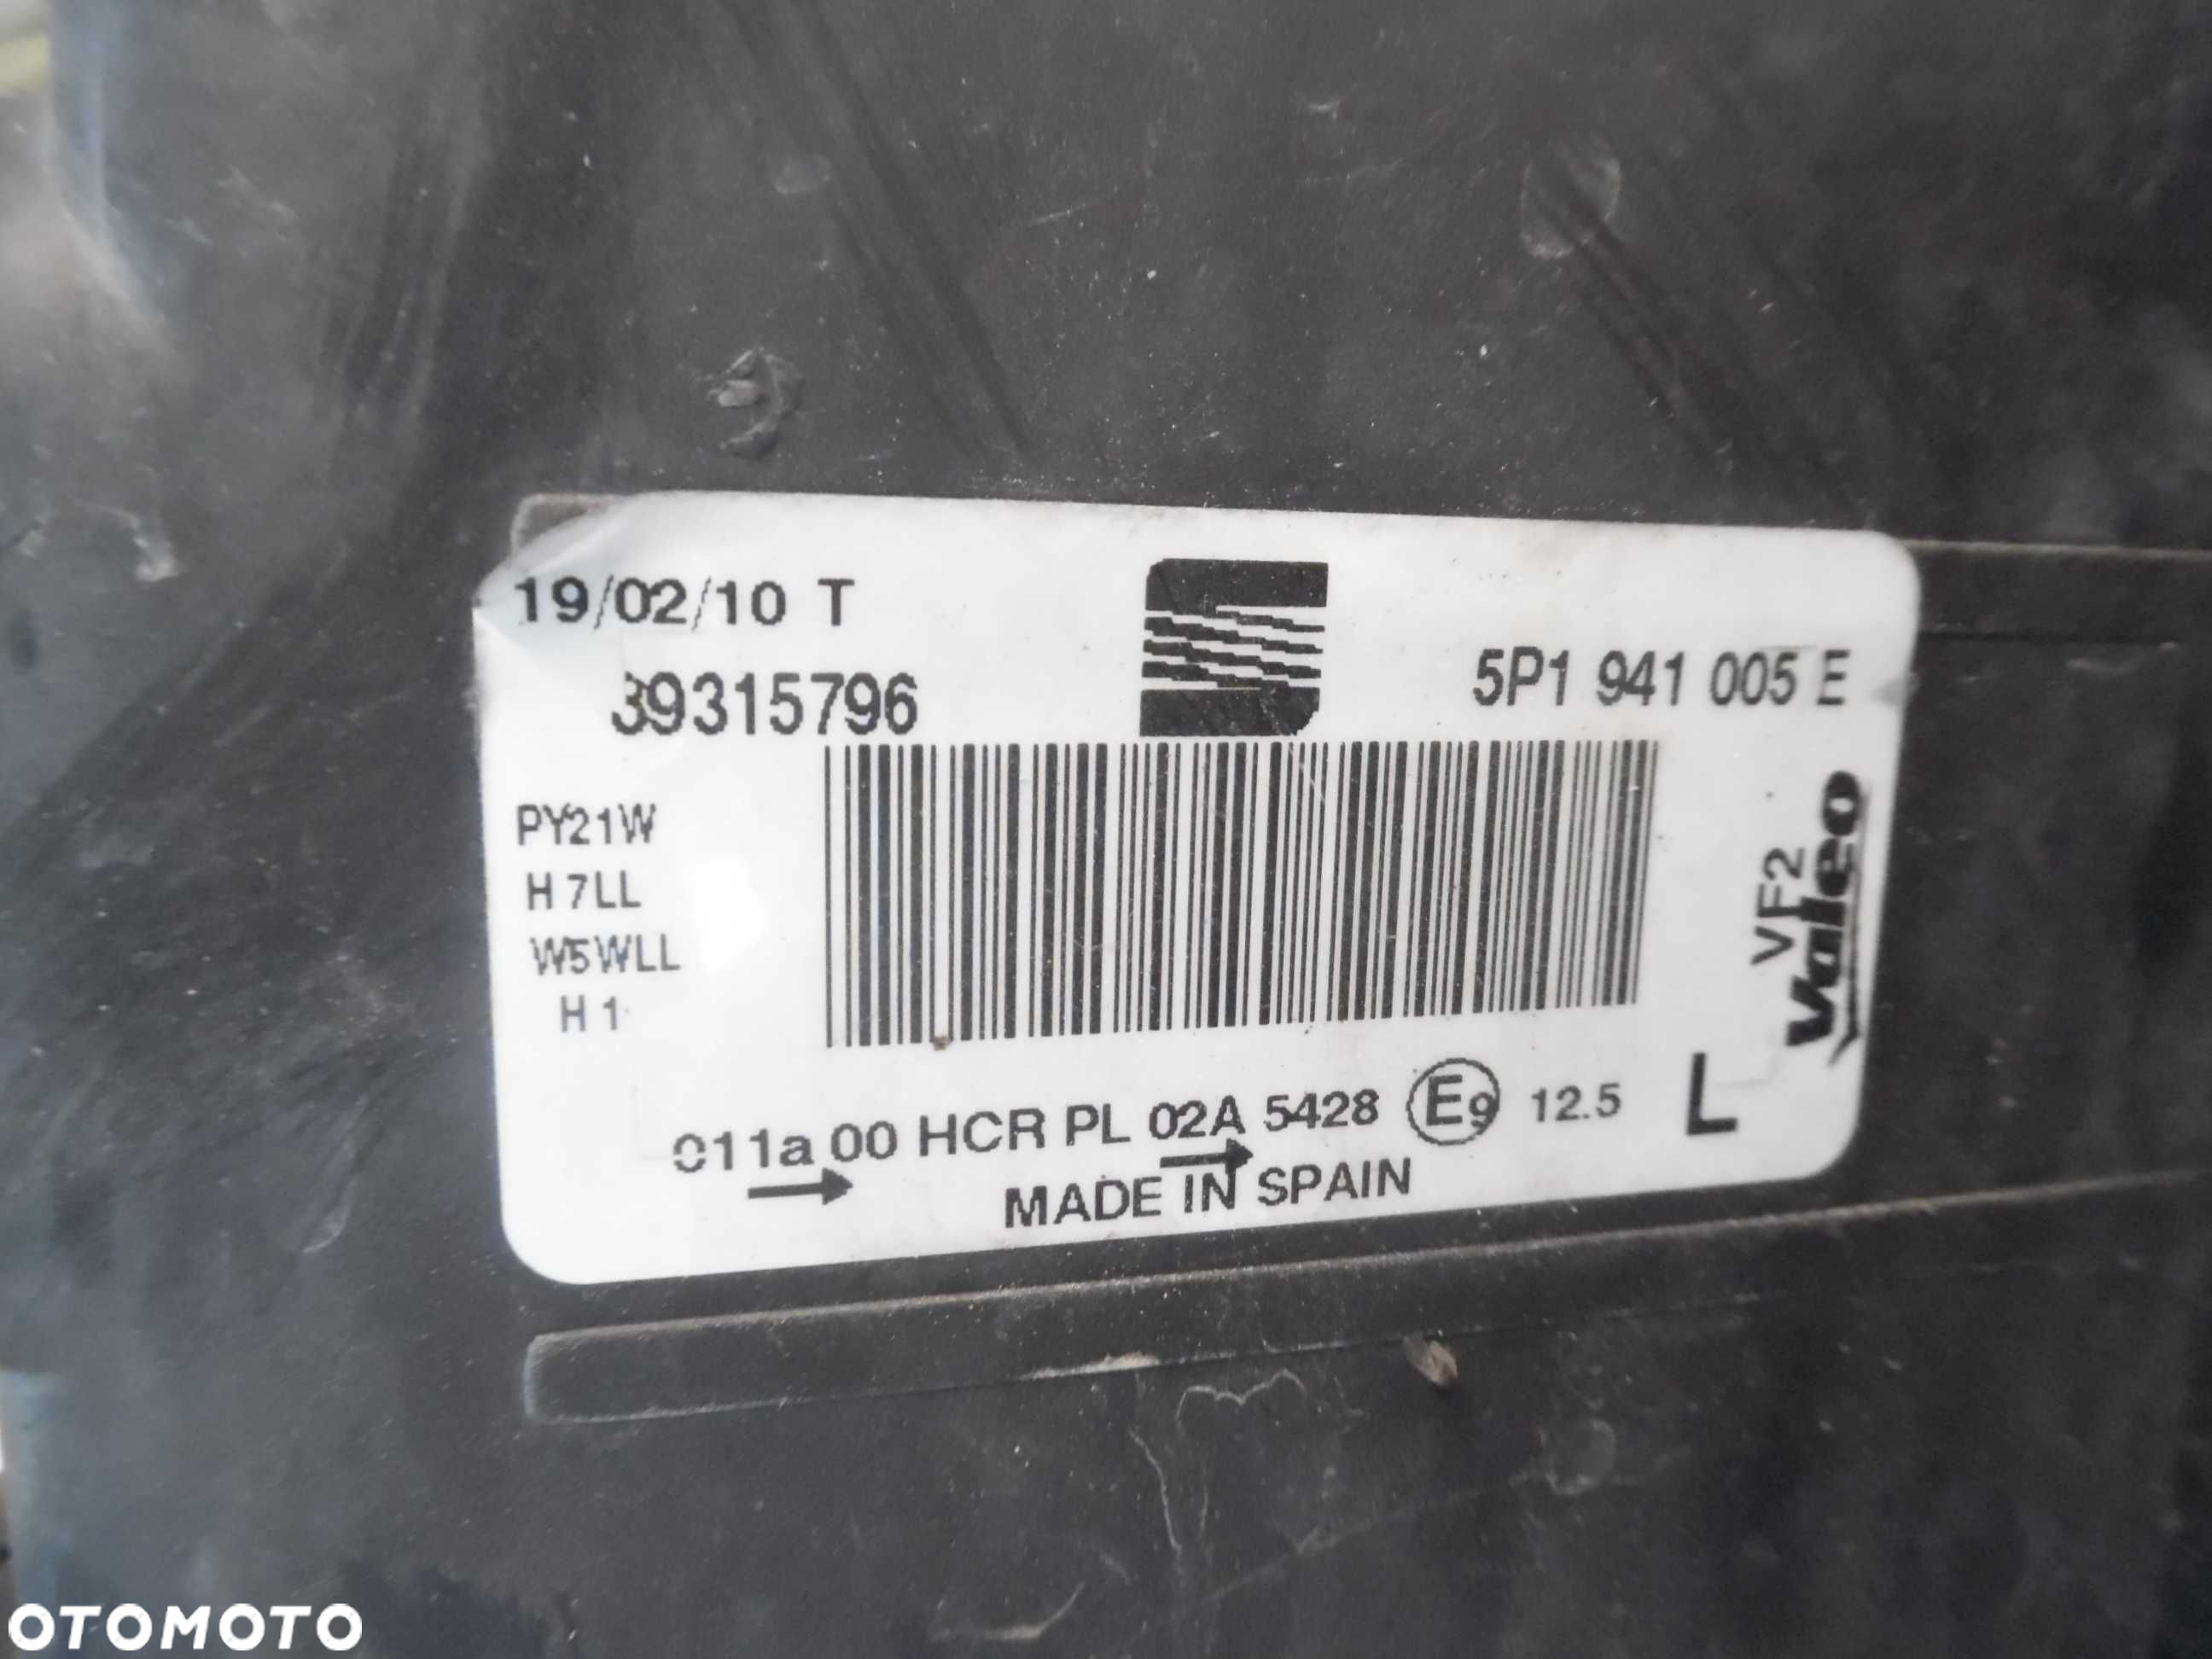 19/02/10 T
39315796
5P1 941 005 E
PY21W
H 7LL
W5WLL
H 1
VF2
Valeo
011a 00 HCR PL 02A 5428 E9 12.5 L
MADE IN SPAIN
OTOMOTO